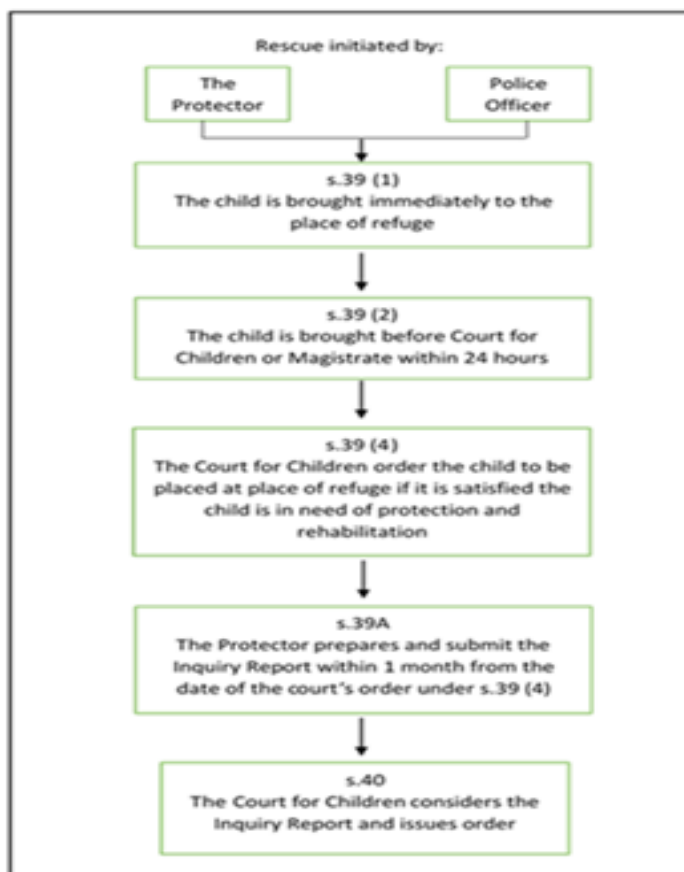 Rescue initiated by:
The
Protector
Police
Officer
s.39 (1)
The child is brought immediately to the
place of refuge
s.39 (2)
The child is brought before Court for
Children or Magistrate within 24 hours
s.39 (4)
The Court for Children order the child to be
placed at place of refuge if it is satisfied the
child is in need of protection and
rehabilitation
s.39A
The Protector prepares and submit the
Inquiry Report within 1 month from the
date of the court's order under s.39 (4)
s.40
The Court for Children considers the
Inquiry Report and issues order